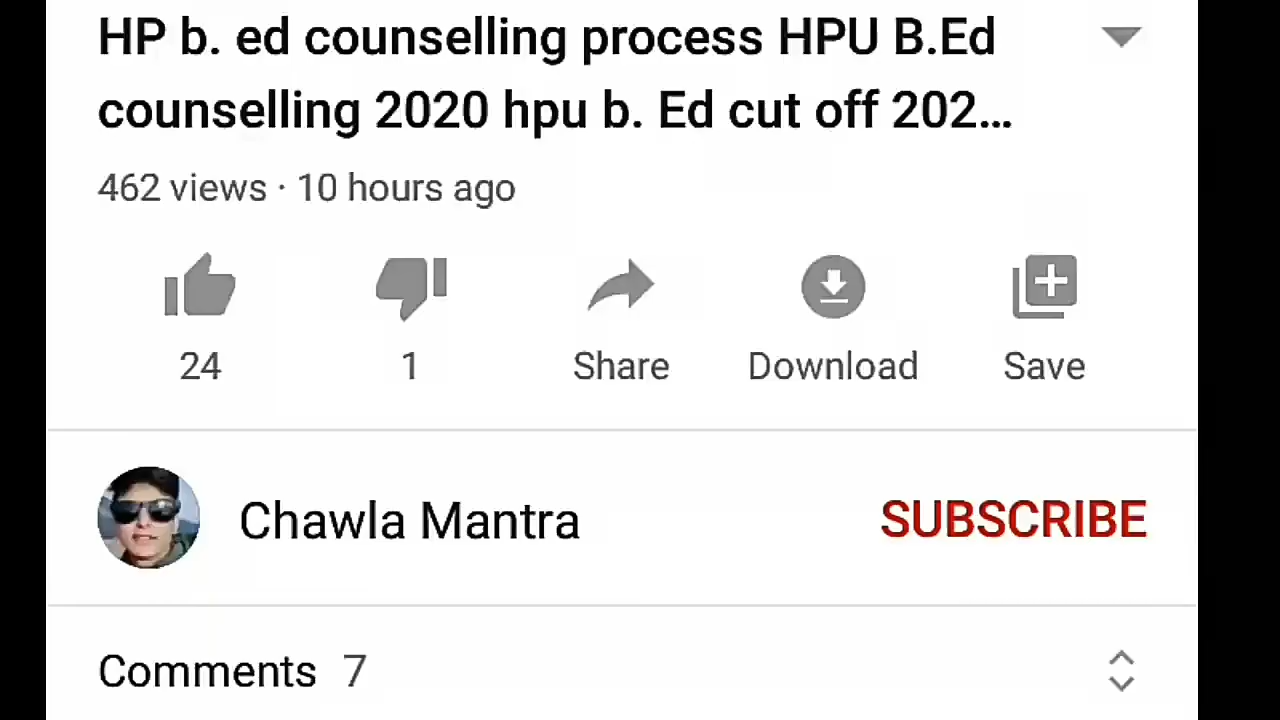 HP b. ed counselling process HPU B.Ed
counselling 2020 hpu b. Ed cut off 202...
462 views · 10 hours ago
24 1 Share Download Save
Chawla Mantra SUBSCRIBE
Comments 7